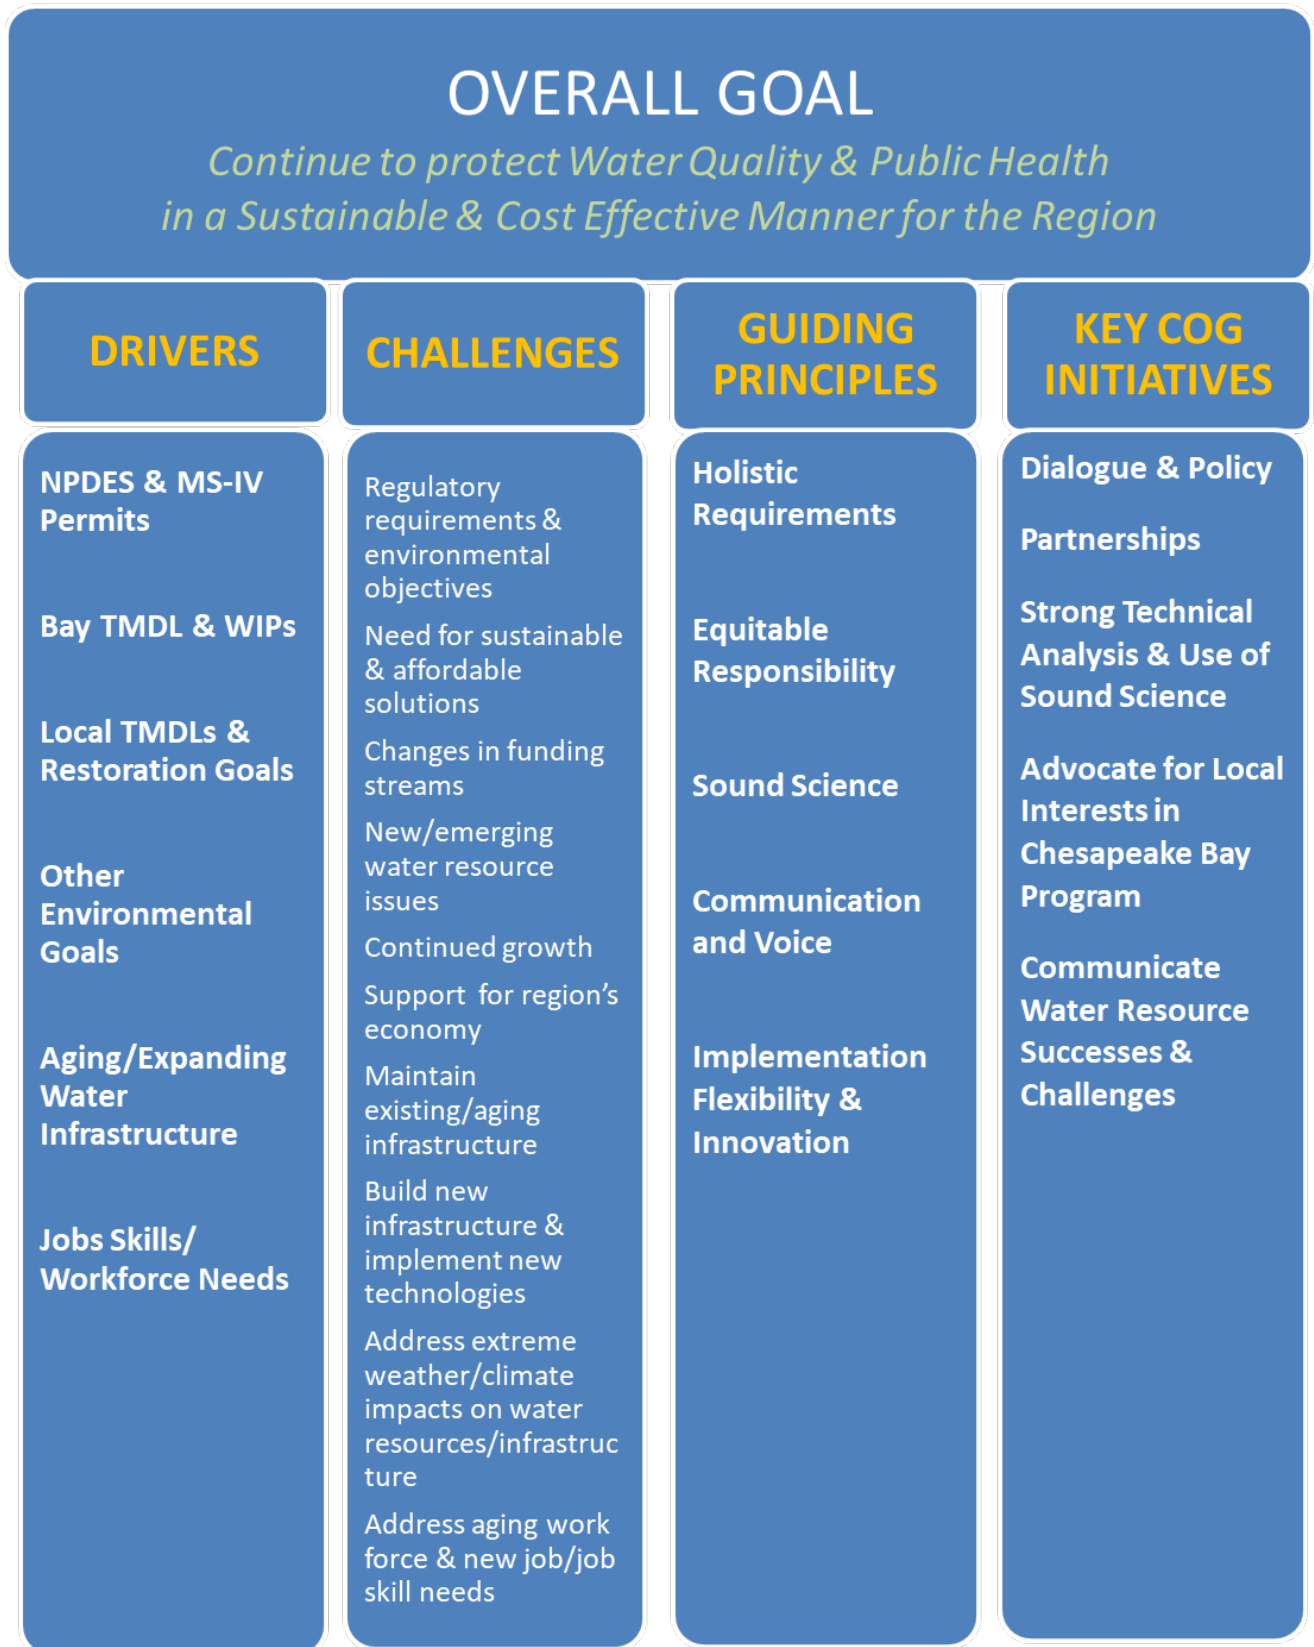 OVERALL GOAL
Continue to protect Water Quality & Public Health
in a Sustainable & Cost Effective Manner for the Region
DRIVERS
NPDES & MS-IV
Permits
Bay TMDL & WIPs
Local TMDLs &
Restoration Goals
Other
Environmental
Goals
Aging/Expanding
Water
Infrastructure
Jobs Skills/
Workforce Needs
CHALLENGES
Regulatory
requirements &
environmental
objectives
Need for sustainable
& affordable
solutions
Changes in funding
streams
New/emerging
water resource
issues
Continued growth
Support for region's
economy
Maintain
existing/aging
infrastructure
Build new
infrastructure &
implement new
technologies
Address extreme
weather/climate
impacts on water
resources/infrastruc
ture
Address aging work
force & new job/job
skill needs
GUIDING
PRINCIPLES
Holistic
Requirements
Equitable
Responsibility
Sound Science
Communication
and Voice
Implementation
Flexibility &
Innovation
KEY COG
INITIATIVES
Dialogue & Policy
Partnerships
Strong Technical
Analysis & Use of
Sound Science
Advocate for Local
Interests in
Chesapeake Bay
Program
Communicate
Water Resource
Successes &
Challenges